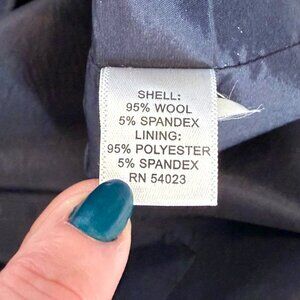 SHELL:
95% WOOL
5% SPANDEX
LINING:
95% POLYESTER
5% SPANDEX
RN 54023